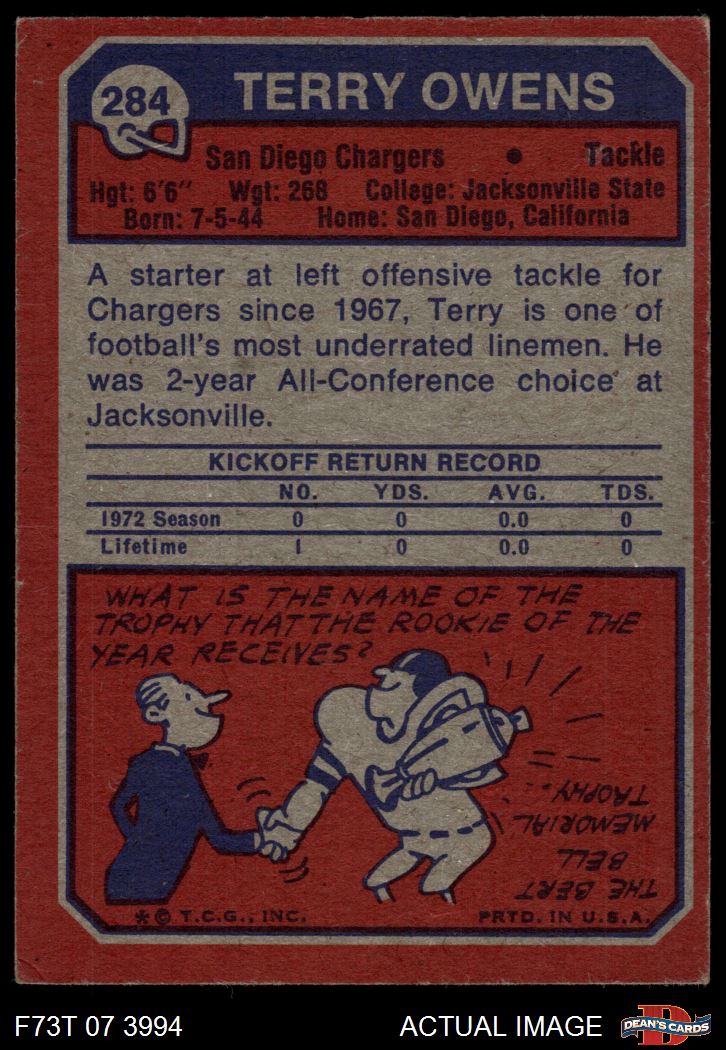 284
TERRY OWENS
San Diego Chargers • Tackle
Hgt: 6'6" Wgt: 268 College: Jacksonville State
Born: 7-5-44 Home: San Diego, California
A starter at left offensive tackle for
Chargers since 1967, Terry is one of
football's most underrated linemen. He
was 2-year All-Conference choice at
Jacksonville.
KICKOFF RETURN RECORD
NO. YDS. AVG. TDS.
1972 Season 0 0 0.0 0
Lifetime 1 0 0.0 0
WHAT IS THE NAME OF THE
TROPHY THAT THE ROOKIE OF THE
YEAR RECEIVES?
THE BERT
BELL
MEMORIAL
TROPHY.
* © T.C.G., INC. PRTD. IN U.S.A.
F73T 07 3994 ACTUAL IMAGE
D
DEAN'S CARDS